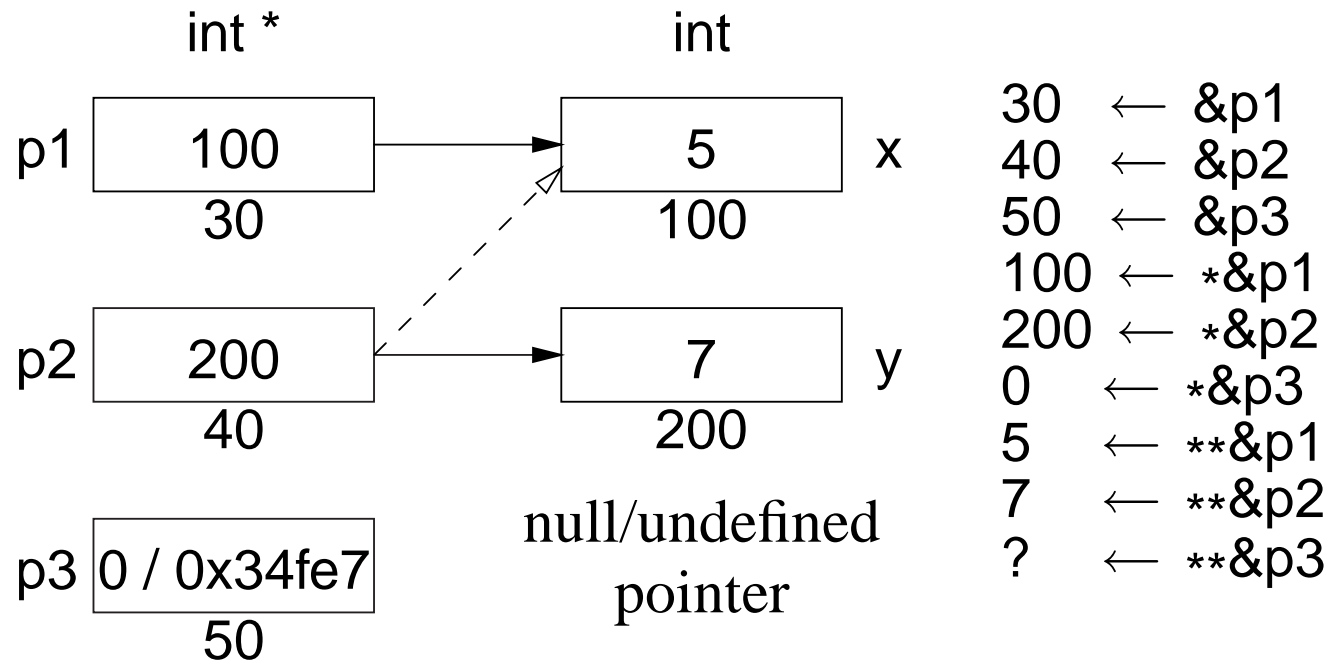 int * int
p1 100 5 x
30 100
p2 200 7 y
40 200
p3 0 / 0x34fe7
50
null/undefined
pointer
30 ← &p1
40 ← &p2
50 ← &p3
100 ← *&p1
200 ← *&p2
0 ← *&p3
5 ← **&p1
7 ← **&p2
? ← **&p3